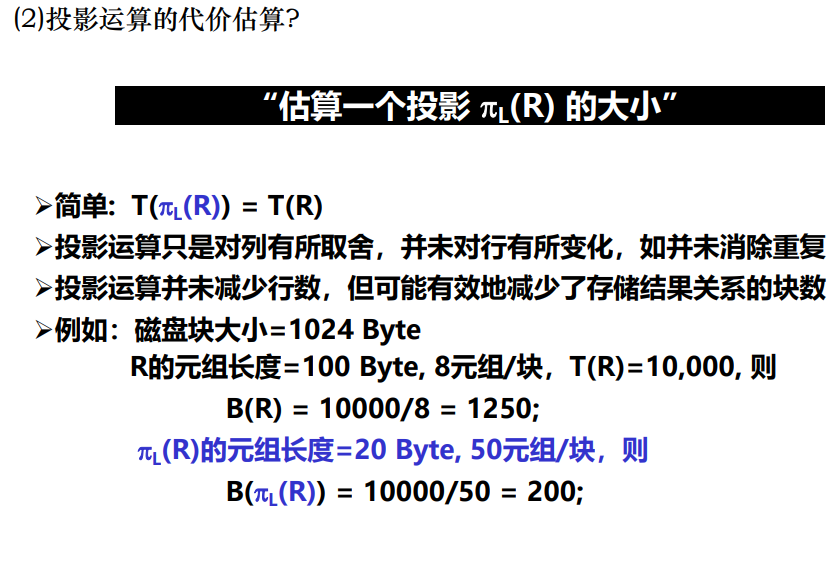 (2)投影运算的代价估算?
“估算一个投影 πL(R) 的大小”
➢简单: T(πL(R)) = T(R)
➢投影运算只是对列有所取舍，并未对行有所变化，如并未消除重复
➢投影运算并未减少行数，但可能有效地减少了存储结果关系的块数
➢例如：磁盘块大小=1024 Byte
R的元组长度=100 Byte, 8元组/块，T(R)=10,000, 则
B(R) = 10000/8 = 1250;
πL(R)的元组长度=20 Byte, 50元组/块，则
B(πL(R)) = 10000/50 = 200;